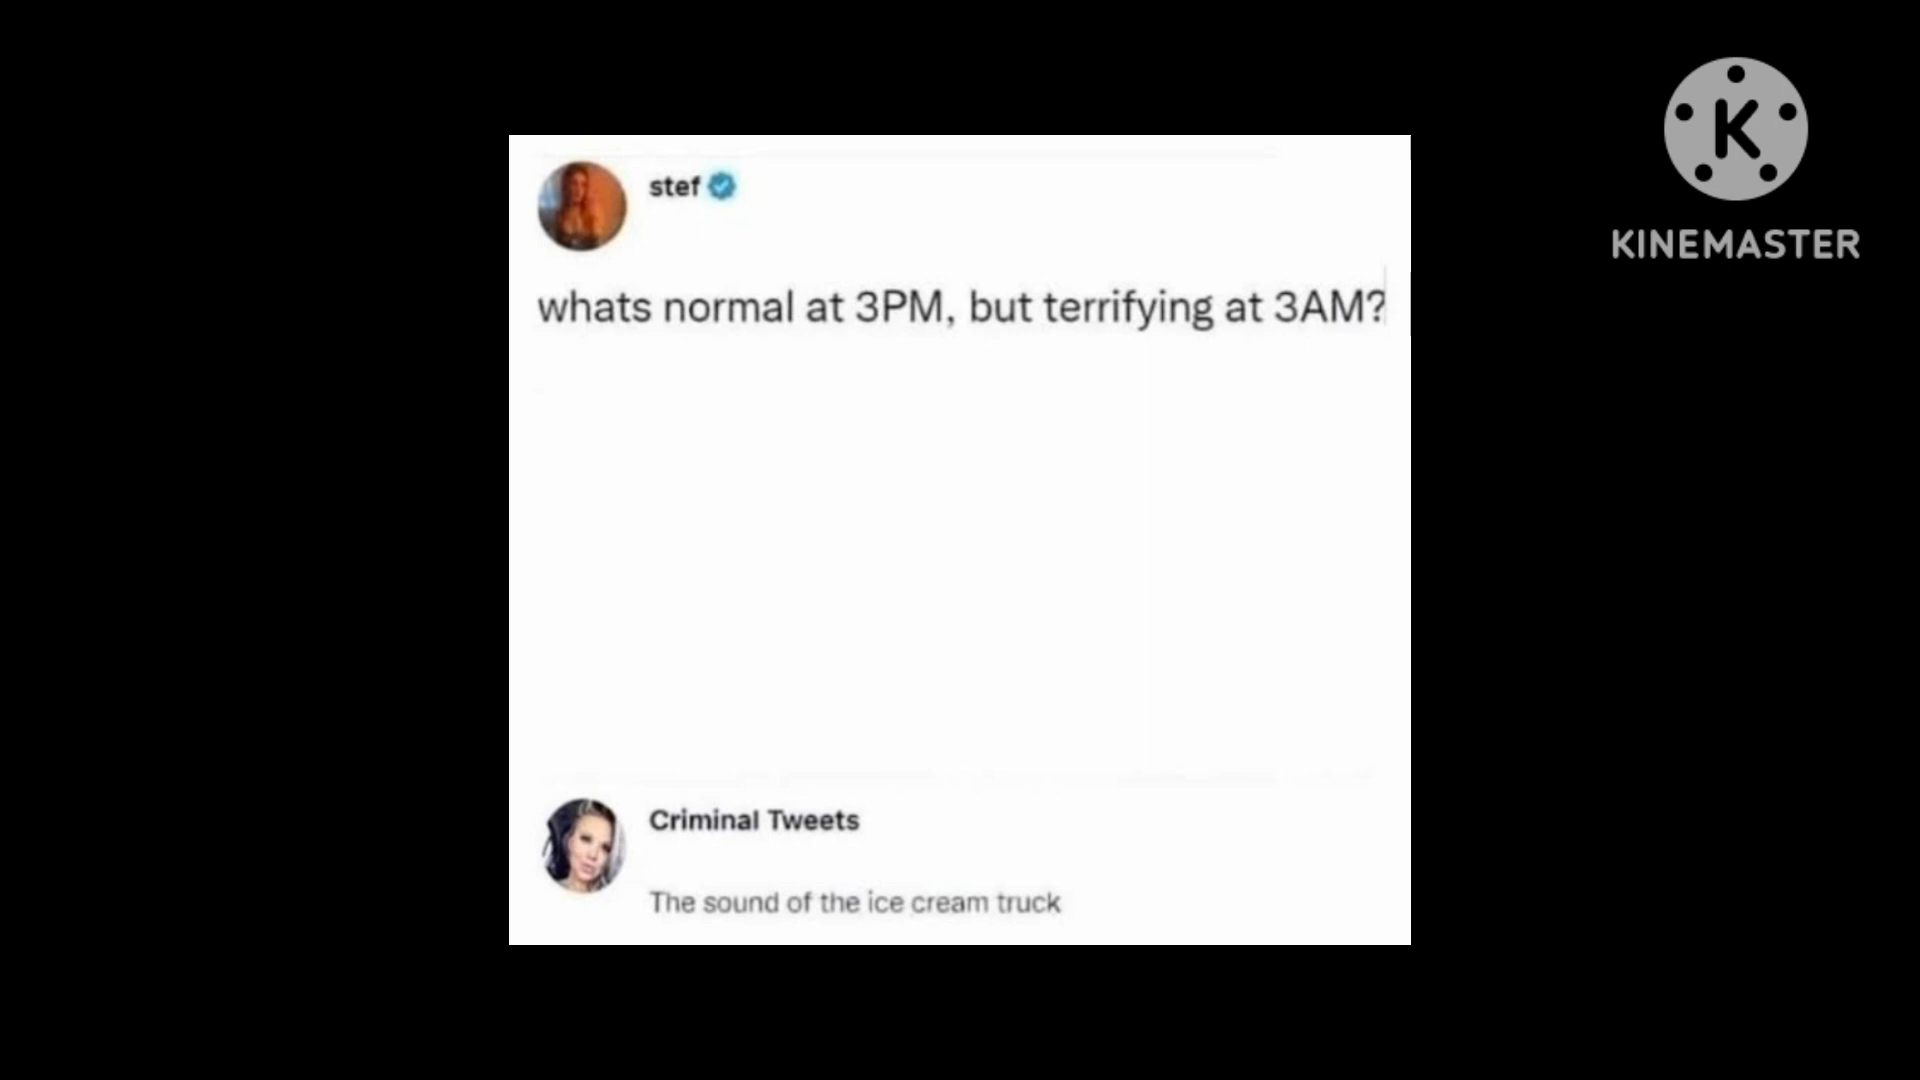 stef
whats normal at 3PM, but terrifying at 3AM?
Criminal Tweets
The sound of the ice cream truck
K
KINEMASTER